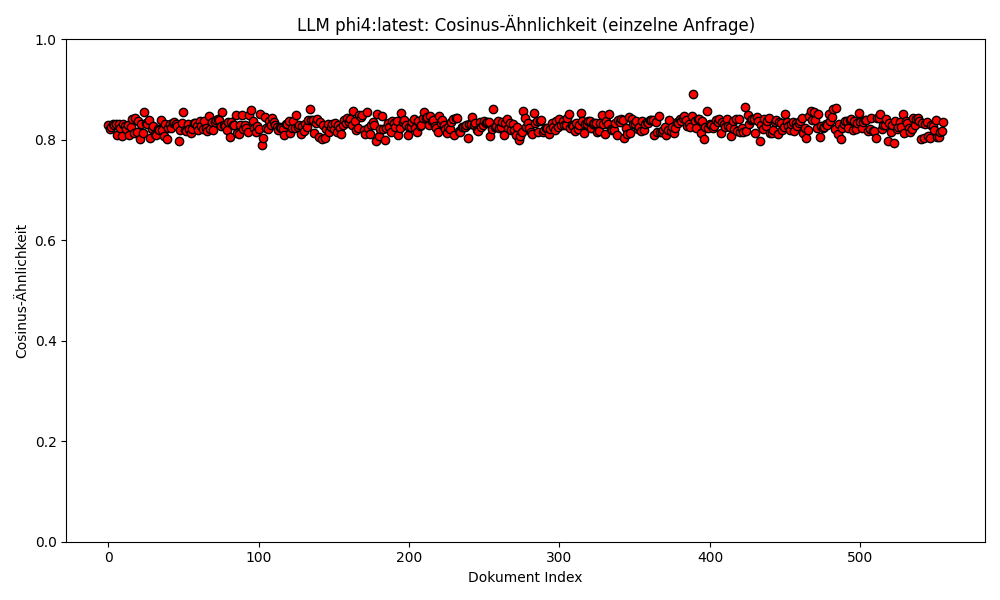 LLM phi4:latest: Cosinus-Ähnlichkeit (einzelne Anfrage)
1.0
0.8
0.6
0.4
0.2
0.0
Cosinus-Ähnlichkeit
0 100 200 300 400 500
Dokument Index